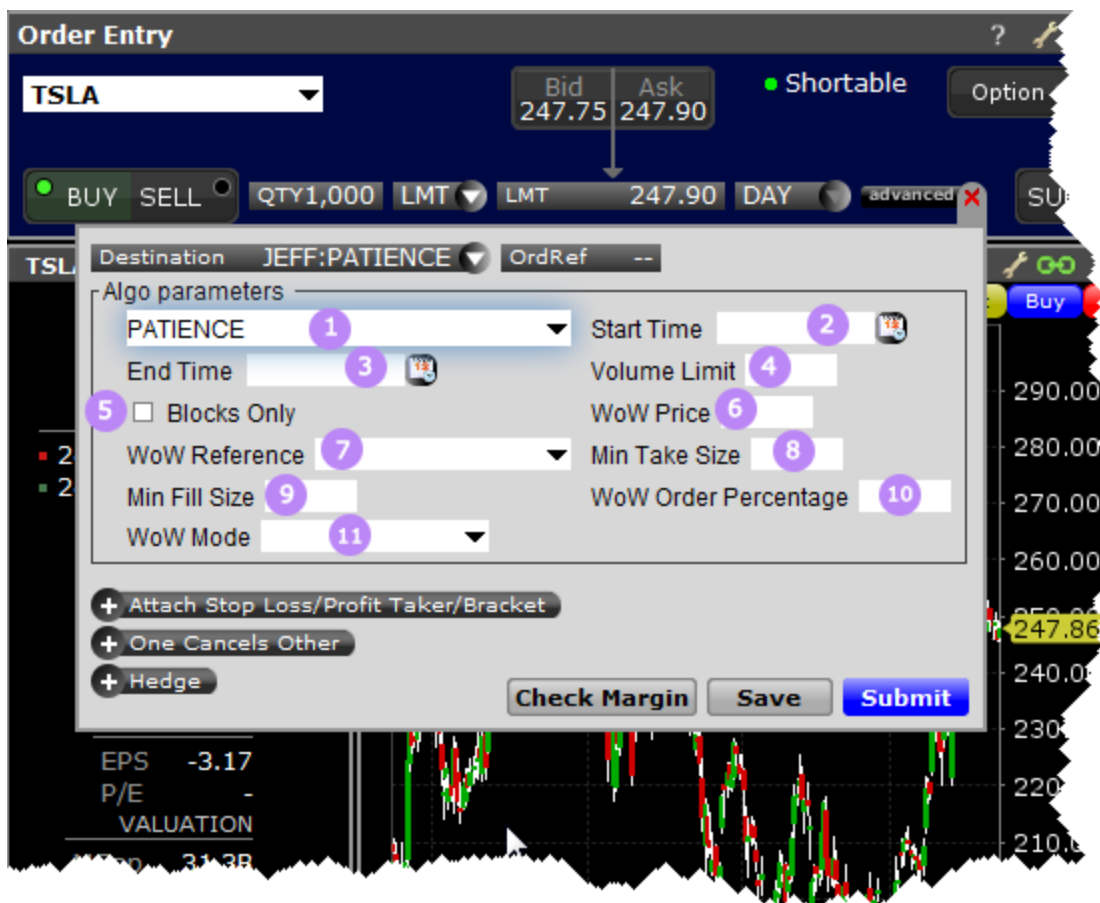 Order Entry ?
TSLA Bid Ask Shortable Option
247.75 247.90
BUY SELL QTY 1,000 LMT LMT 247.90 DAY advanced
Destination JEFF:PATIENCE OrdRef --
Algo parameters
Buy
PATIENCE 1 Start Time 2
End Time 3 Volume Limit 4
290.00
5 Blocks Only WoW Price 6
WoW Reference 7 Min Take Size 8
280.00
Min Fill Size 9 WoW Order Percentage 10
270.00
WoW Mode 11
260.00
+ Attach Stop Loss/Profit Taker/Bracket
247.86
+ One Cancels Other
+ Hedge
Check Margin Save Submit
EPS -3.17
P/E -
VALUATION